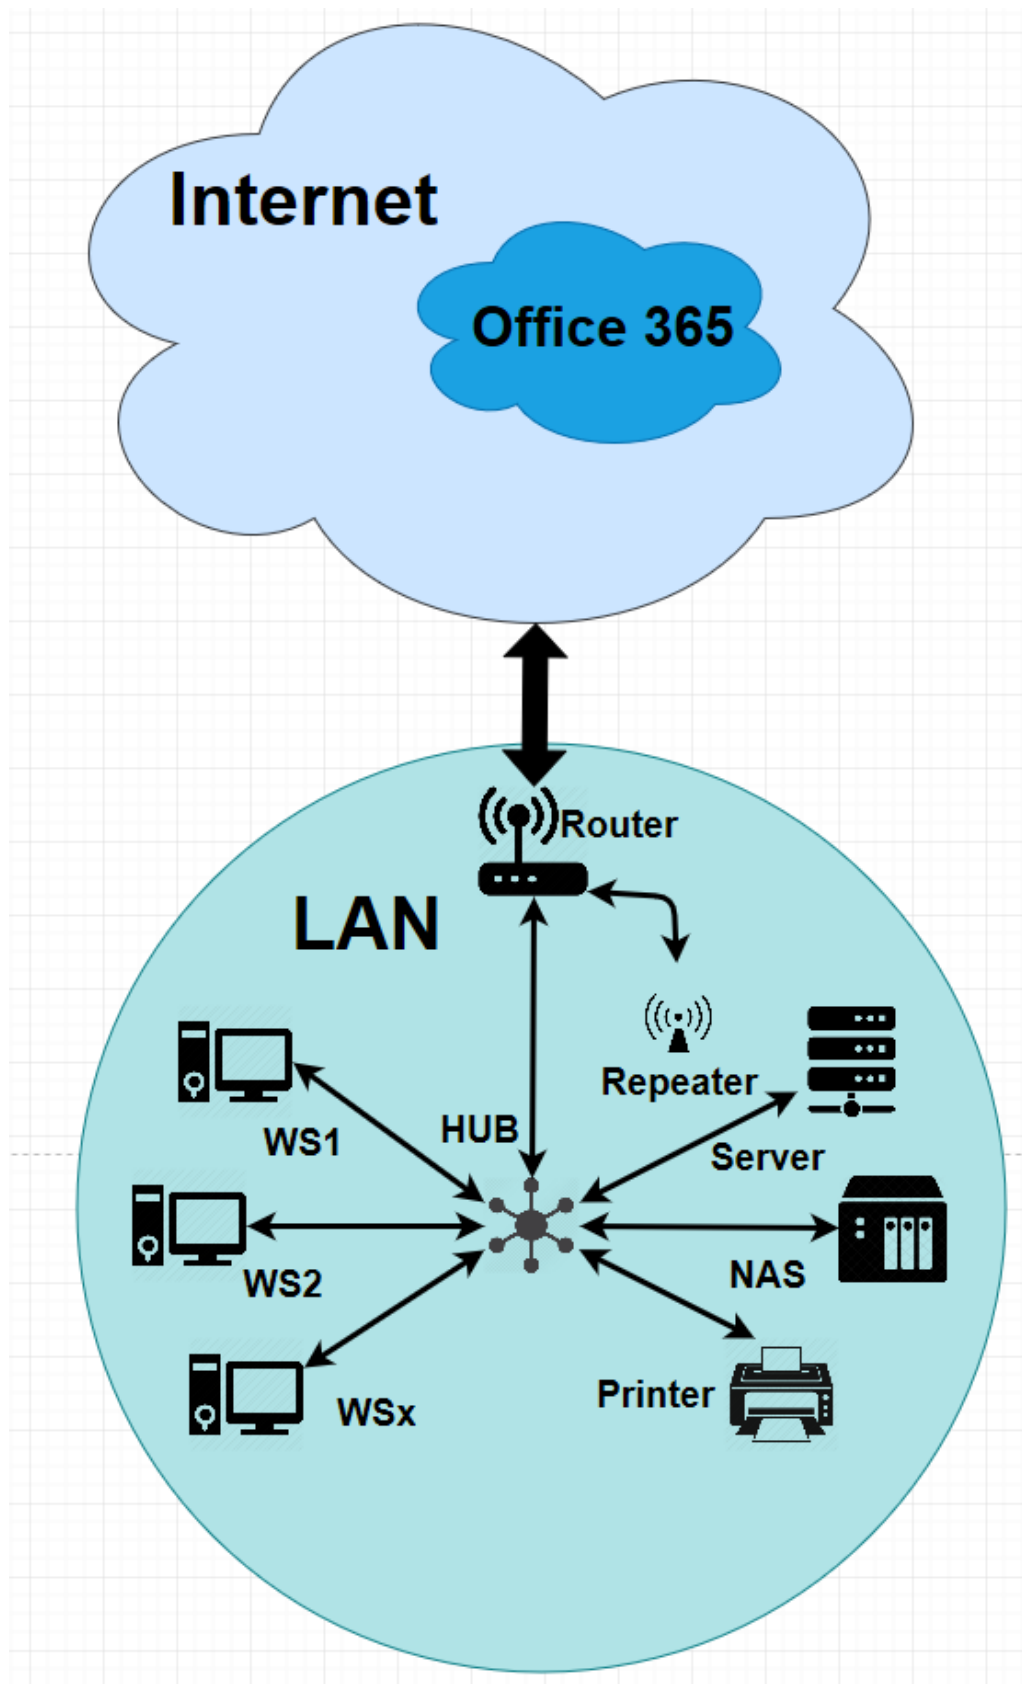 Internet
Office 365
Router
LAN
Repeater
HUB
WS1
Server
WS2
NAS
Printer
WSx